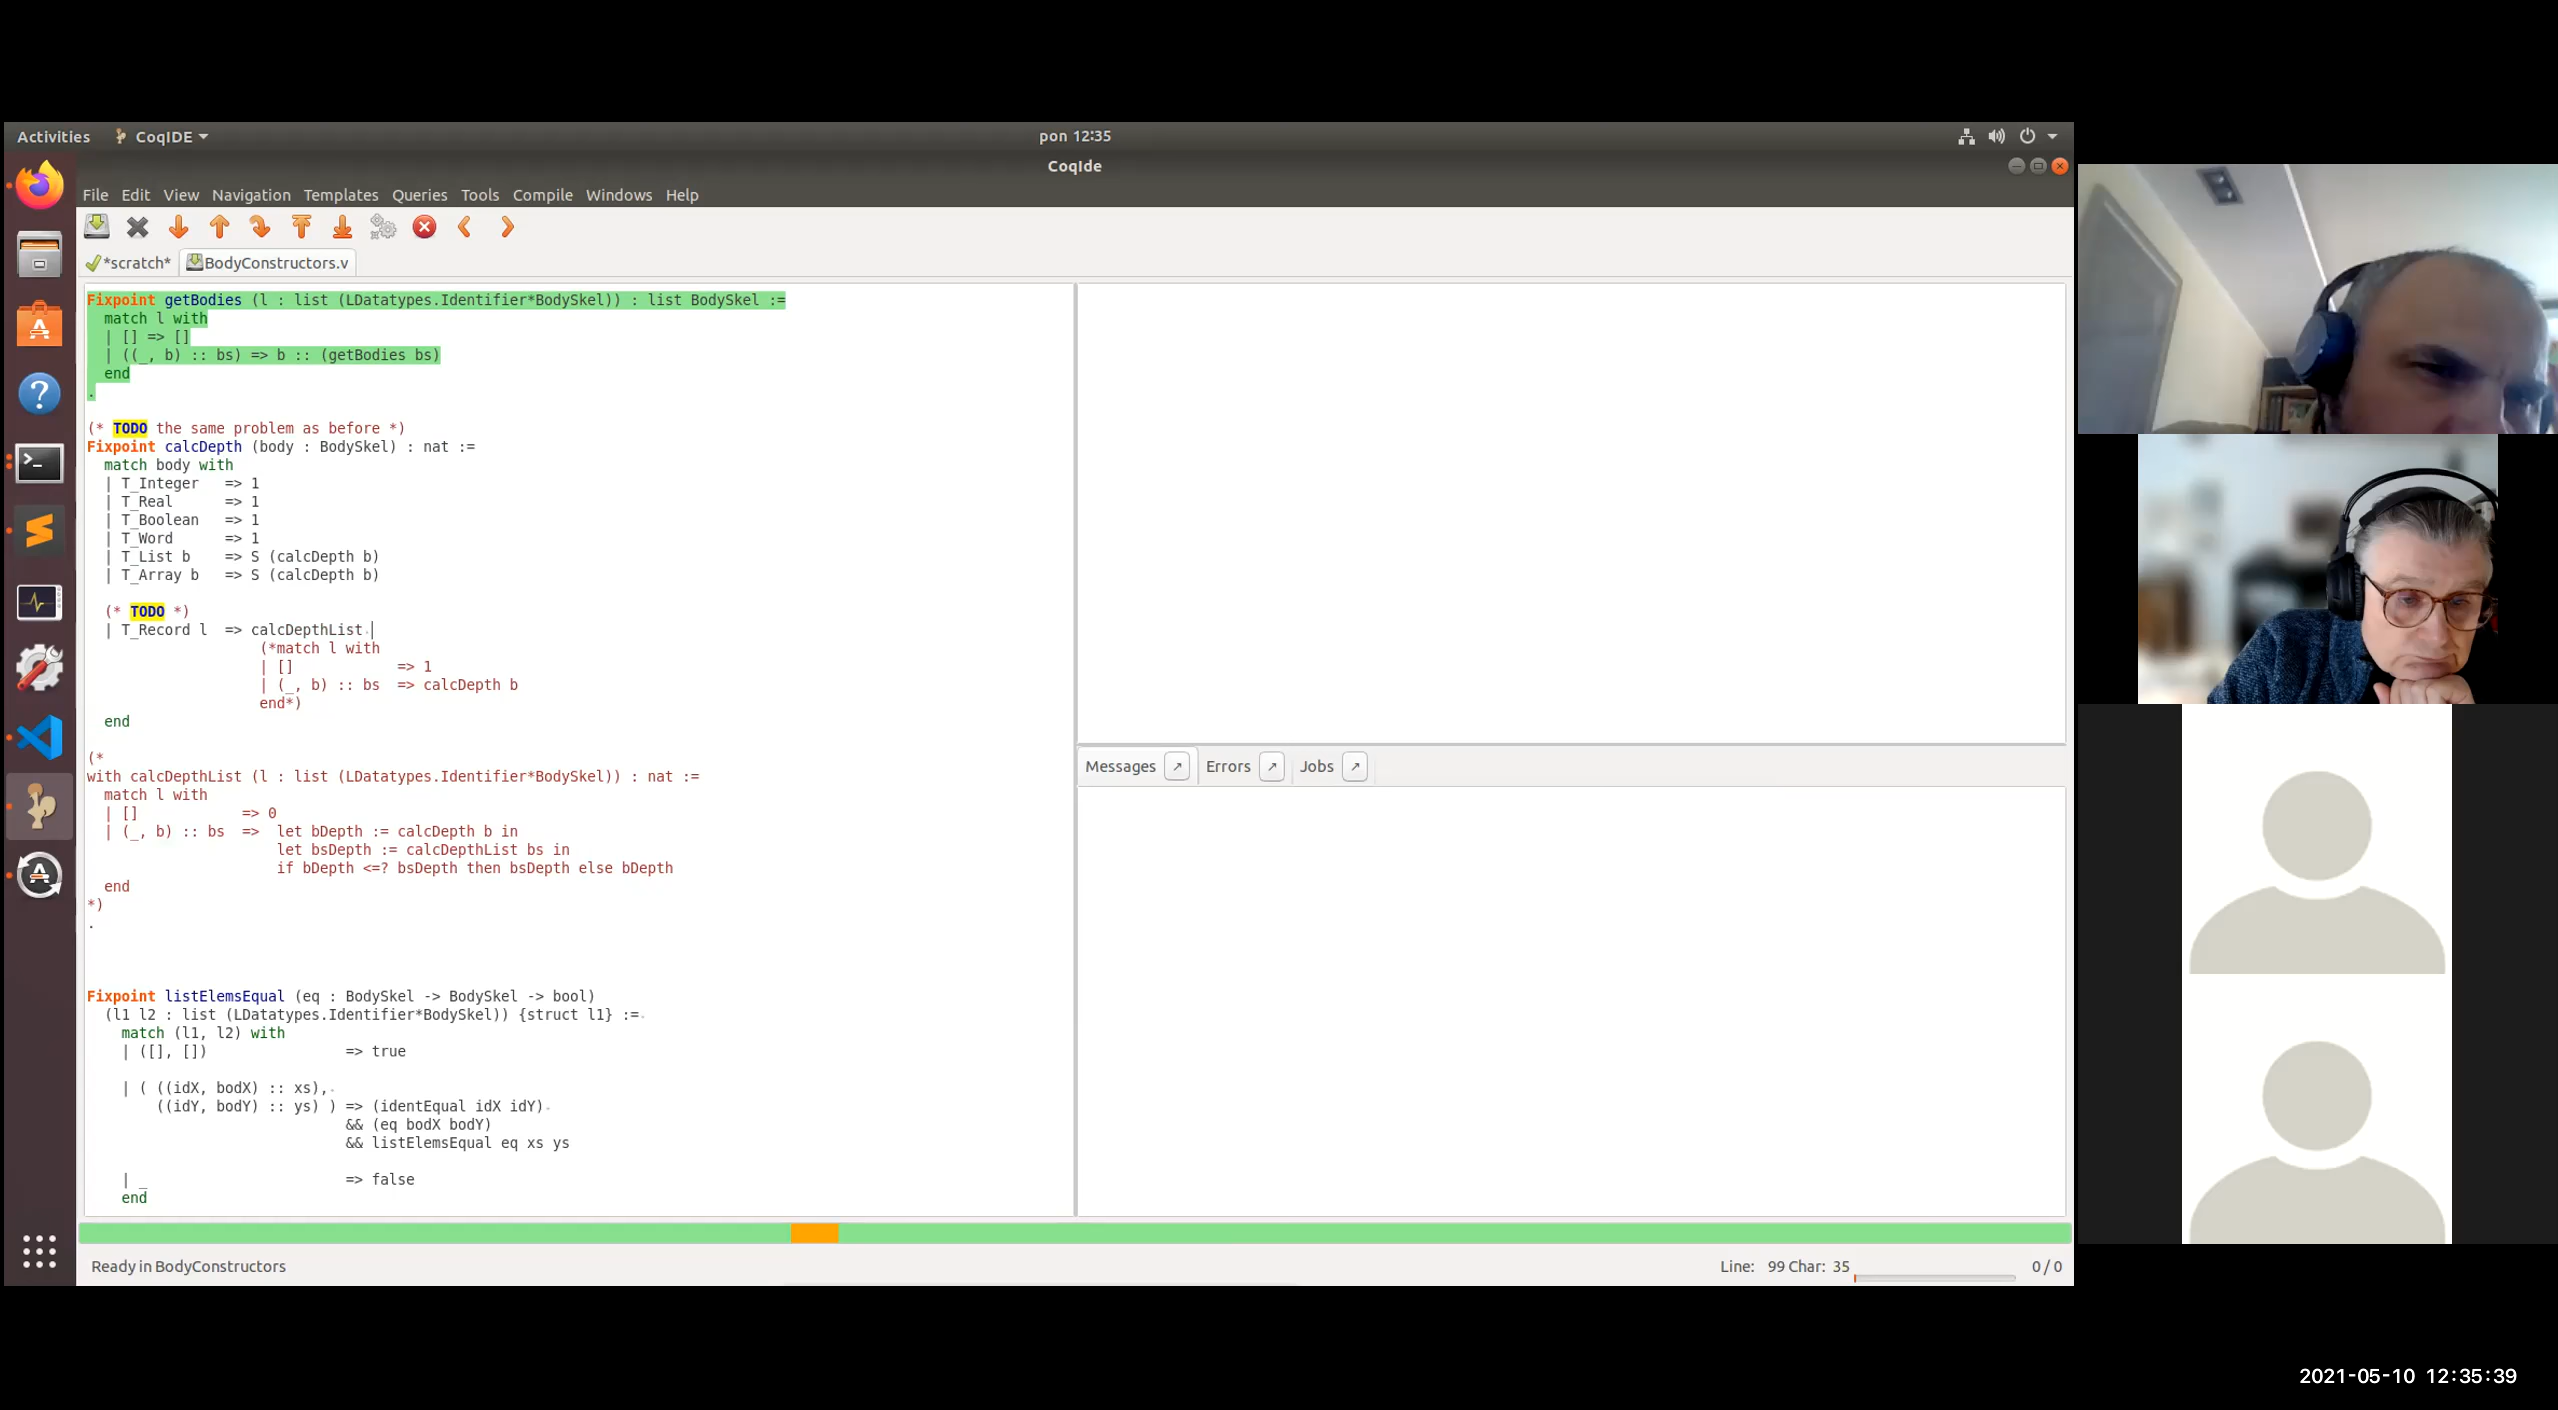 Activities CoqIDE pon 12:35
CoqIde
File Edit View Navigation Templates Queries Tools Compile Windows Help
*scratch* BodyConstructors.v
Fixpoint getBodies (l : list (LDatatypes.Identifier*BodySkel)) : list BodySkel :=
  match l with
  | [] => []
  | ((_, b) :: bs) => b :: (getBodies bs)
  end
.
(* TODO the same problem as before *)
Fixpoint calcDepth (body : BodySkel) : nat :=
  match body with
  | T_Integer   => 1
  | T_Real      => 1
  | T_Boolean   => 1
  | T_Word      => 1
  | T_List b    => S (calcDepth b)
  | T_Array b   => S (calcDepth b)
  (* TODO *)
  | T_Record l  => calcDepthList
                    (*match l with
                    | []            => 1
                    | (_, b) :: bs  => calcDepth b
                    end*)
  end
(*
with calcDepthList (l : list (LDatatypes.Identifier*BodySkel)) : nat :=
  match l with
  | []            => 0
  | (_, b) :: bs  =>  let bDepth := calcDepth b in
                      let bsDepth := calcDepthList bs in
                      if bDepth <=? bsDepth then bsDepth else bDepth
  end
*)
.
Fixpoint listElemsEqual (eq : BodySkel -> BodySkel -> bool)
  (l1 l2 : list (LDatatypes.Identifier*BodySkel)) {struct l1} :=
    match (l1, l2) with
    | ([], [])                => true
    | ( ((idX, bodX) :: xs),
        ((idY, bodY) :: ys) ) => (identEqual idX idY)
                              && (eq bodX bodY)
                              && listElemsEqual eq xs ys
    | _                       => false
    end
Messages Errors Jobs
Ready in BodyConstructors Line: 99 Char: 35 0 / 0
2021-05-10 12:35:39